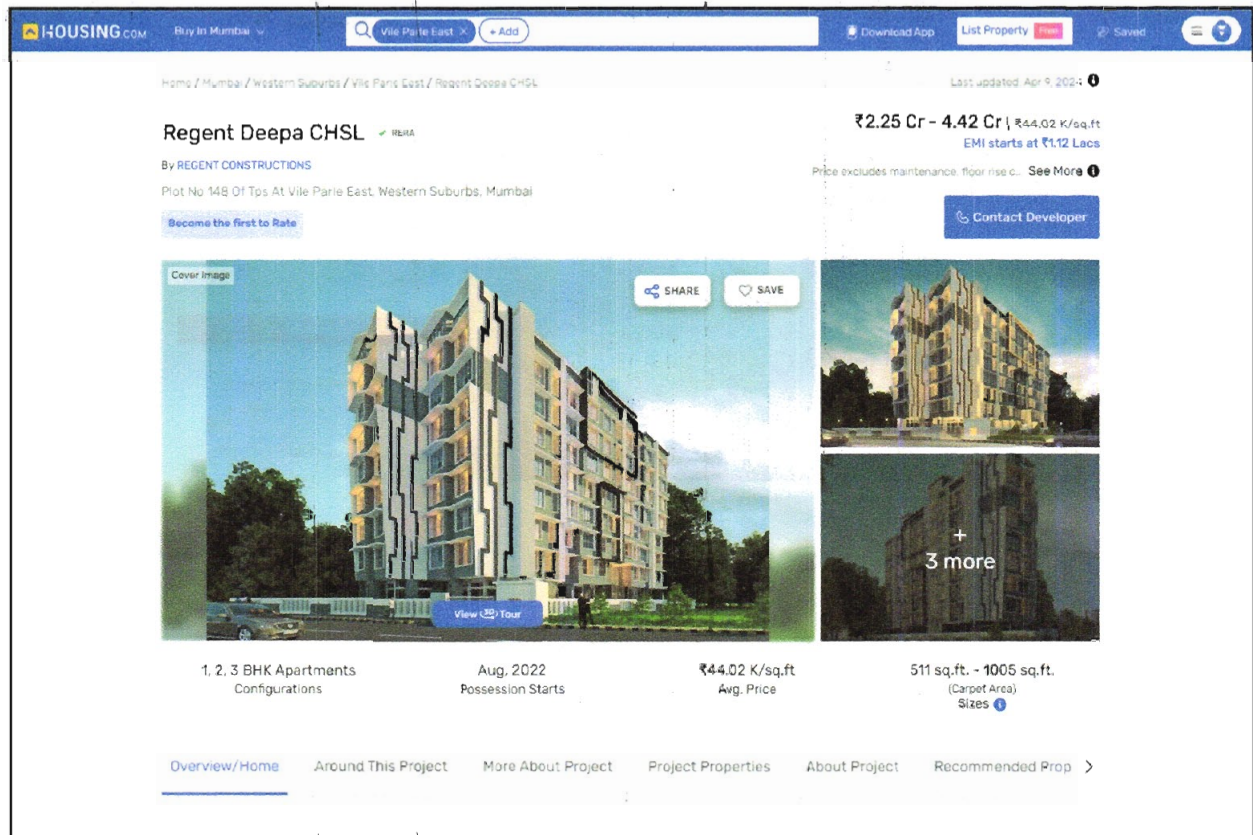 HOUSING.COM
Buy In Mumbai
Vile Parle East ×
+ Add
Download App
List Property Free
Saved
Home / Mumbai / Western Suburbs / Vile Parle East / Regent Deepa CHSL
Last updated: Apr 9, 2024
Regent Deepa CHSL ✓ RERA
₹2.25 Cr - 4.42 Cr | ₹44.02 K/sq.ft
EMI starts at ₹1.12 Lacs
By REGENT CONSTRUCTIONS
Price excludes maintenance, floor rise c... See More
Plot No 148 Of Tps At Vile Parle East, Western Suburbs, Mumbai
Become the first to Rate
Contact Developer
Cover Image
SHARE
SAVE
+
3 more
View 3D Tour
1, 2, 3 BHK Apartments
Configurations
Aug, 2022
Possession Starts
₹44.02 K/sq.ft
Avg. Price
511 sq.ft. - 1005 sq.ft.
(Carpet Area)
Sizes
Overview/Home
Around This Project
More About Project
Project Properties
About Project
Recommended Prop